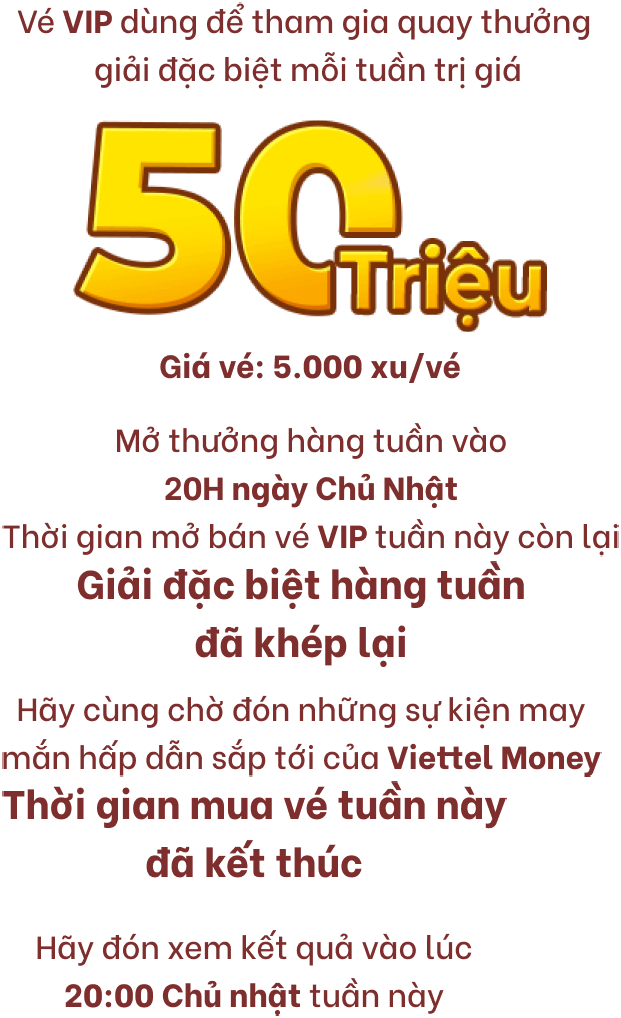 Vé VIP dùng để tham gia quay thưởng
giải đặc biệt mỗi tuần trị giá
50 Triệu
Giá vé: 5.000 xu/vé
Mở thưởng hàng tuần vào
20H ngày Chủ Nhật
Thời gian mở bán vé VIP tuần này còn lại
Giải đặc biệt hàng tuần
đã khép lại
Hãy cùng chờ đón những sự kiện may
mắn hấp dẫn sắp tới của Viettel Money
Thời gian mua vé tuần này
đã kết thúc
Hãy đón xem kết quả vào lúc
20:00 Chủ nhật tuần này